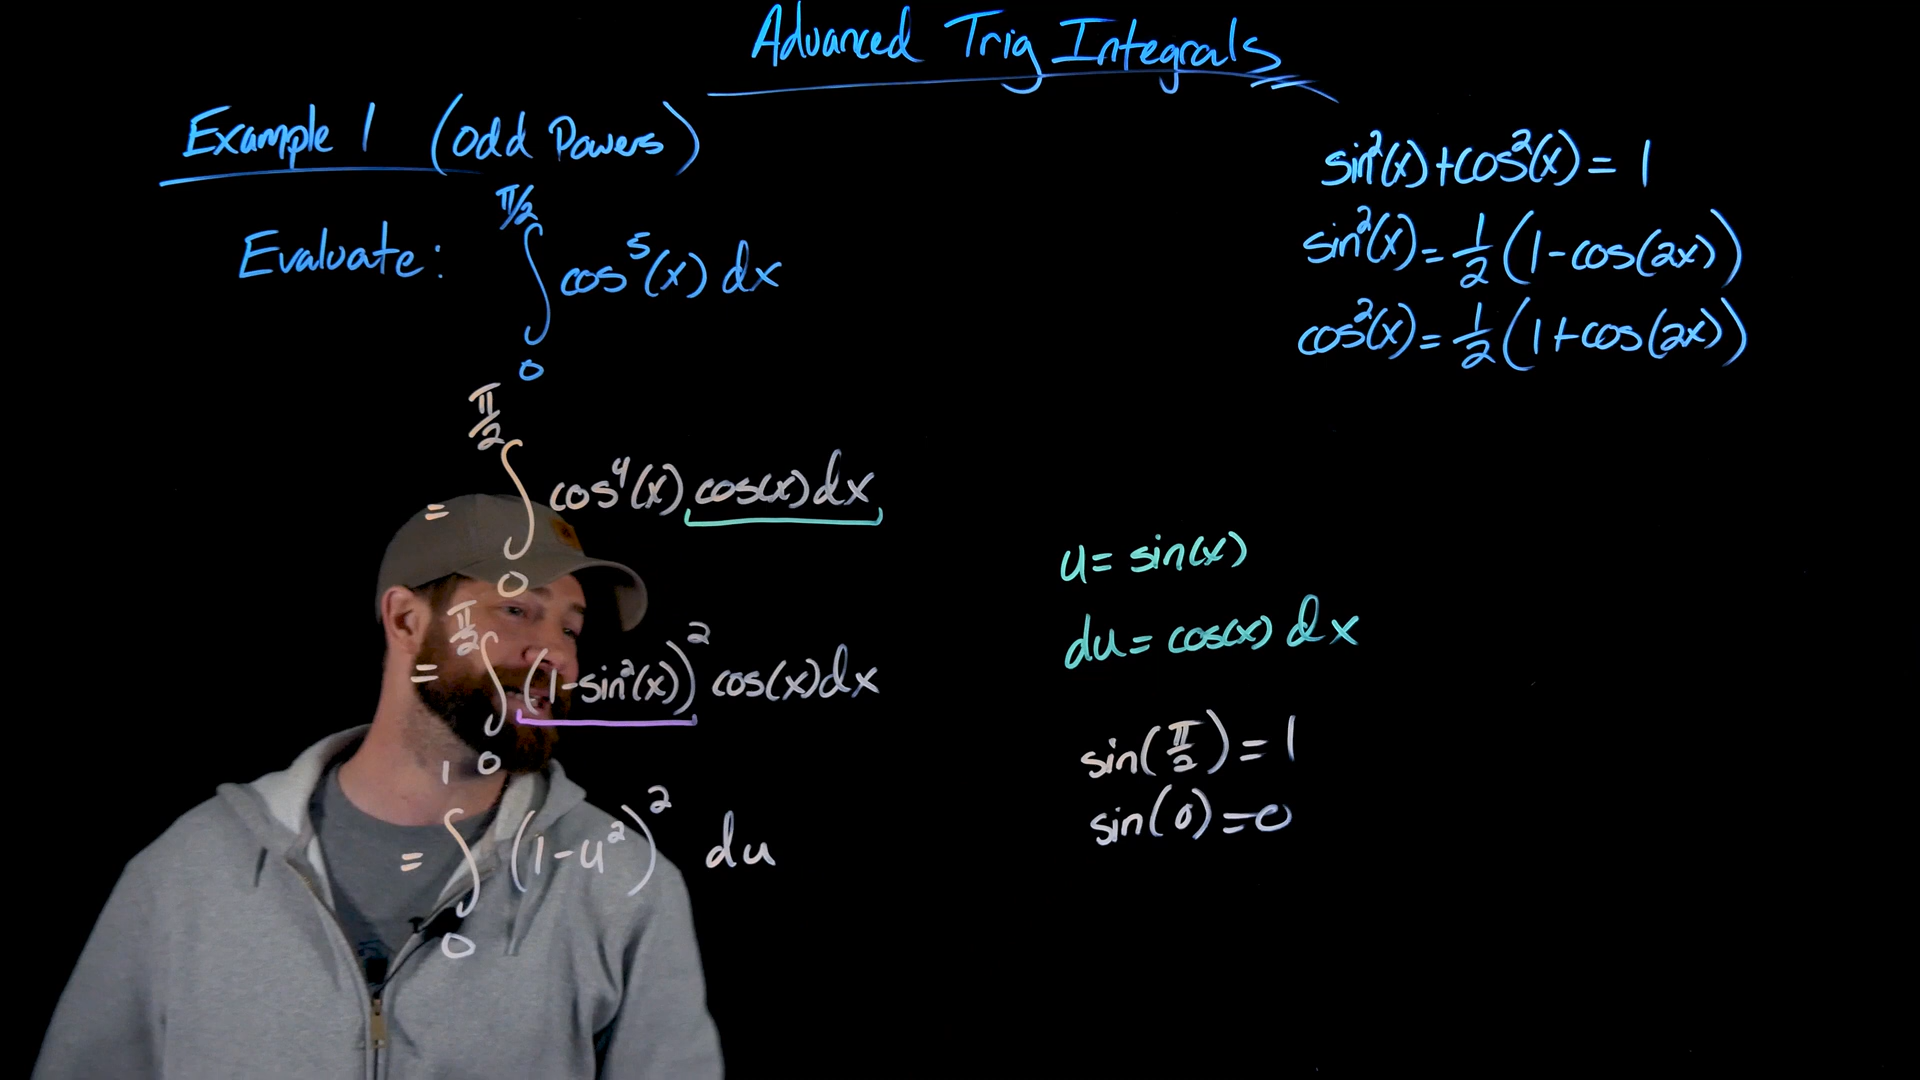 Advanced Trig Integrals
Example 1 (Odd Powers)
Evaluate: ∫₀^(π/2) cos⁵(x) dx
sin²(x)+cos²(x) = 1
sin²(x) = 1/2 (1-cos(2x))
cos²(x) = 1/2 (1+cos(2x))
= ∫₀^(π/2) cos⁴(x) cos(x) dx
= ∫₀^(π/2) (1-sin²(x))² cos(x) dx
= ∫₀^1 (1-u²)² du
u = sin(x)
du = cos(x) dx
sin(π/2) = 1
sin(0) = 0